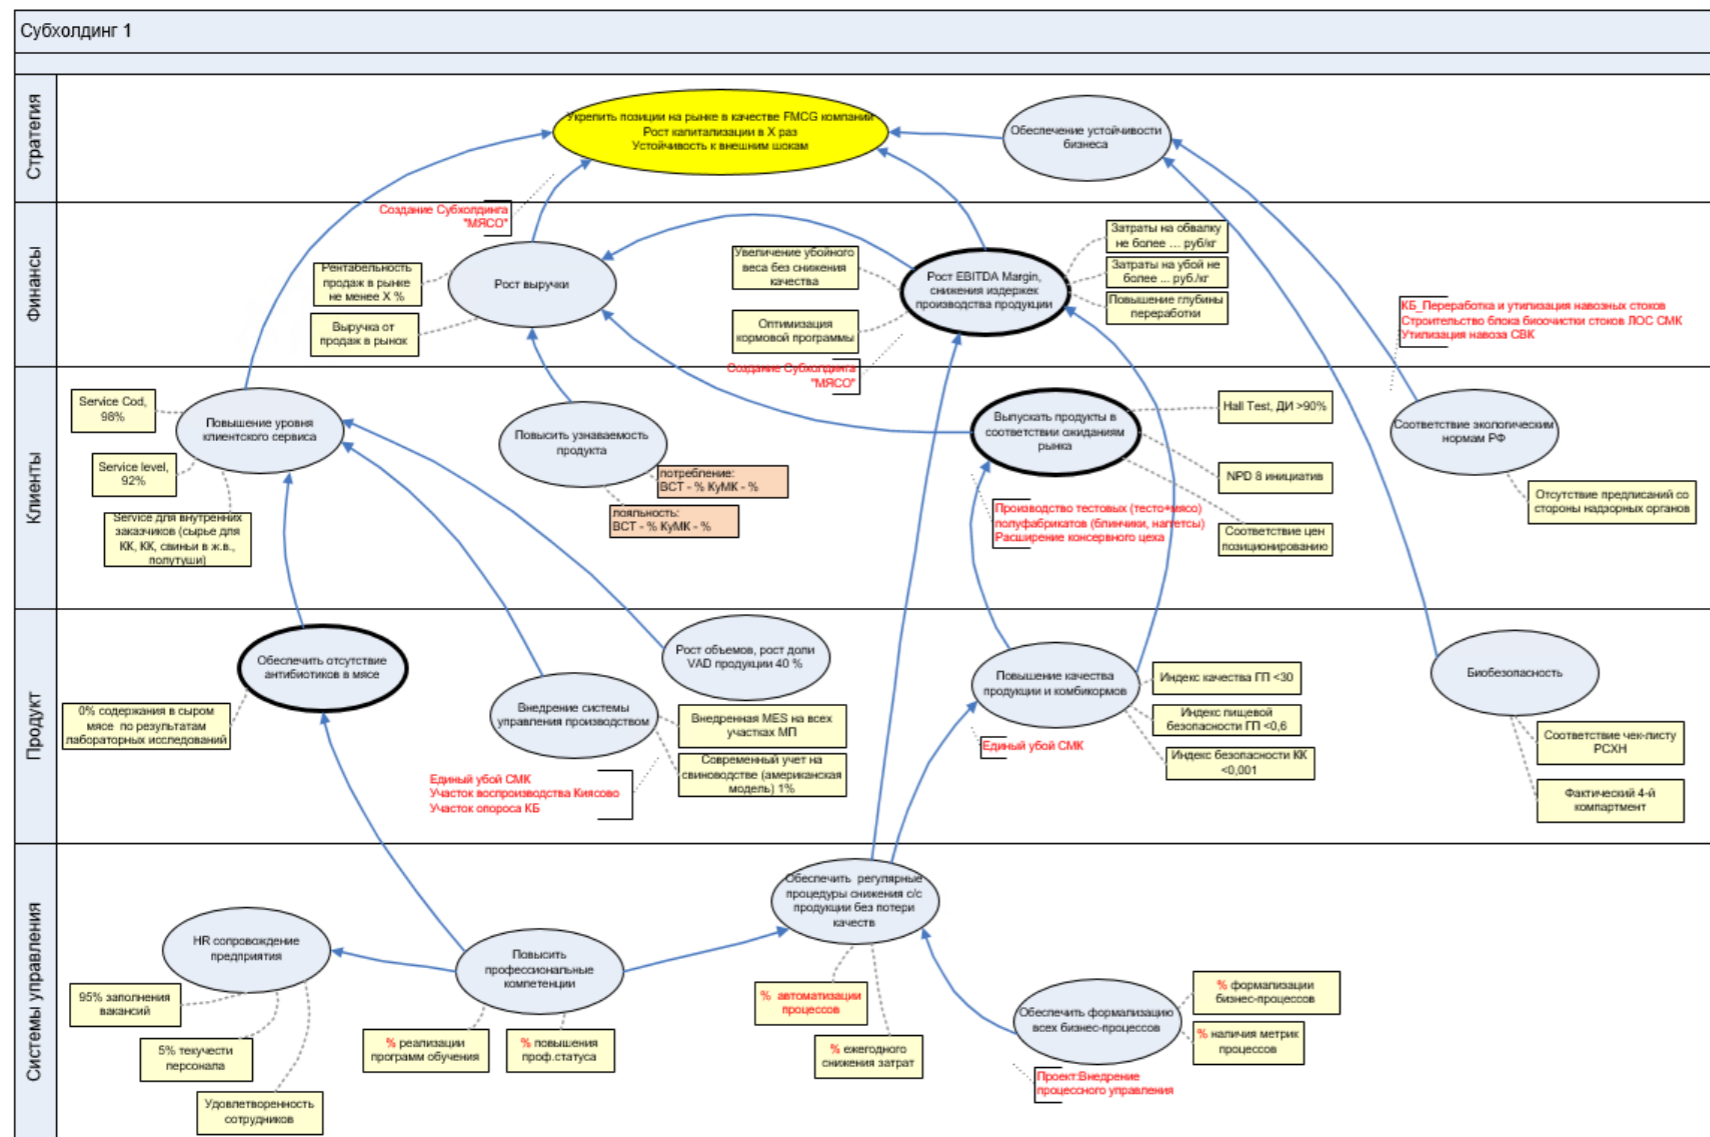 Субхолдинг 1
Стратегия
Укрепить позиции на рынке в качестве FMCG компании
Рост капитализации в X раз
Устойчивость к внешним шокам
Обеспечение устойчивости
бизнеса
Финансы
Создание Субхолдинга
"МЯСО"
Рентабельность
продаж в рынке
не менее X %
Выручка от
продаж в рынок
Рост выручки
Увеличение убойного
веса без снижения
качества
Оптимизация
кормовой программы
Рост EBITDA Margin,
снижения издержек
производства продукции
Затраты на обвалку
не более ... руб/кг
Затраты на убой не
более ... руб./кг
Повышение глубины
переработки
Создание Субхолдинга
"МЯСО"
КБ_Переработка и утилизация навозных стоков
Строительство блока биоочистки стоков ЛОС СМК
Утилизация навоза СВК
Клиенты
Service Cod,
98%
Service level,
92%
Service для внутренних
заказчиков (сырье для
КК, КК, свиньи в ж.в.,
полутуши)
Повышение уровня
клиентского сервиса
Повысить узнаваемость
продукта
потребление:
ВСТ - % КуМК - %
лояльность:
ВСТ - % КуМК - %
Выпускать продукты в
соответствии ожиданиям
рынка
Hall Test, ДИ >90%
NPD 8 инициатив
Соответствие цен
позиционированию
Производство тестовых (тесто+мясо)
полуфабрикатов (блинчики, наггетсы)
Расширение консервного цеха
Соответствие экологическим
нормам РФ
Отсутствие предписаний со
стороны надзорных органов
Продукт
Обеспечить отсутствие
антибиотиков в мясе
0% содержания в сыром
мясе по результатам
лабораторных исследований
Внедрение системы
управления производством
Рост объемов, рост доли
VAD продукции 40 %
Внедренная MES на всех
участках МП
Современный учет на
свиноводстве (американская
модель) 1%
Единый убой СМК
Участок воспроизводства Киясово
Участок опороса КБ
Повышение качества
продукции и комбикормов
Индекс качества ГП <30
Индекс пищевой
безопасности ГП <0,6
Индекс безопасности КК
<0,001
Единый убой СМК
Биобезопасность
Соответствие чек-листу
РСХН
Фактический 4-й
компартмент
Системы управления
HR сопровождение
предприятия
95% заполнения
вакансий
5% текучести
персонала
Удовлетворенность
сотрудников
Повысить
профессиональные
компетенции
% реализации
программ обучения
% повышения
проф.статуса
Обеспечить регулярные
процедуры снижения с/с
продукции без потери
качеств
% автоматизации
процессов
% ежегодного
снижения затрат
Обеспечить формализацию
всех бизнес-процессов
% формализации
бизнес-процессов
% наличия метрик
процессов
Проект:Внедрение
процессного управления